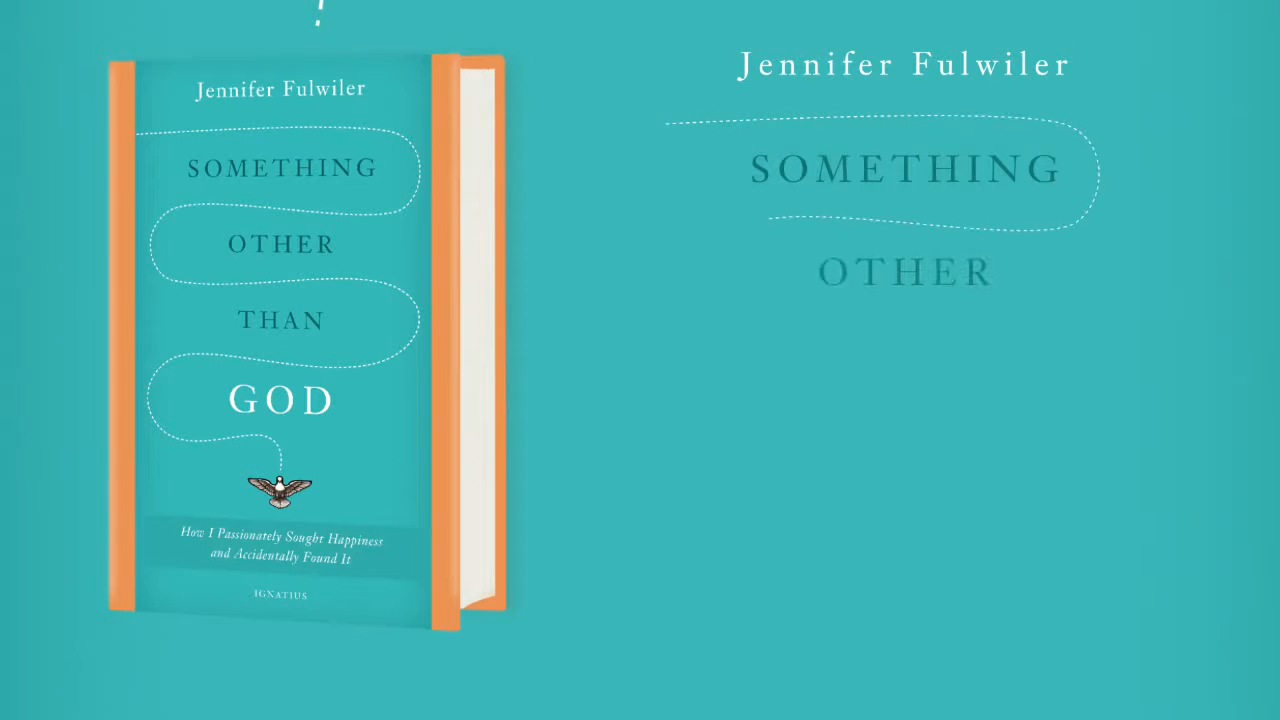 Jennifer Fulwiler
SOMETHING
OTHER
THAN
GOD
How I Passionately Sought Happiness
and Accidentally Found It
IGNATIUS
Jennifer Fulwiler
SOMETHING
OTHER